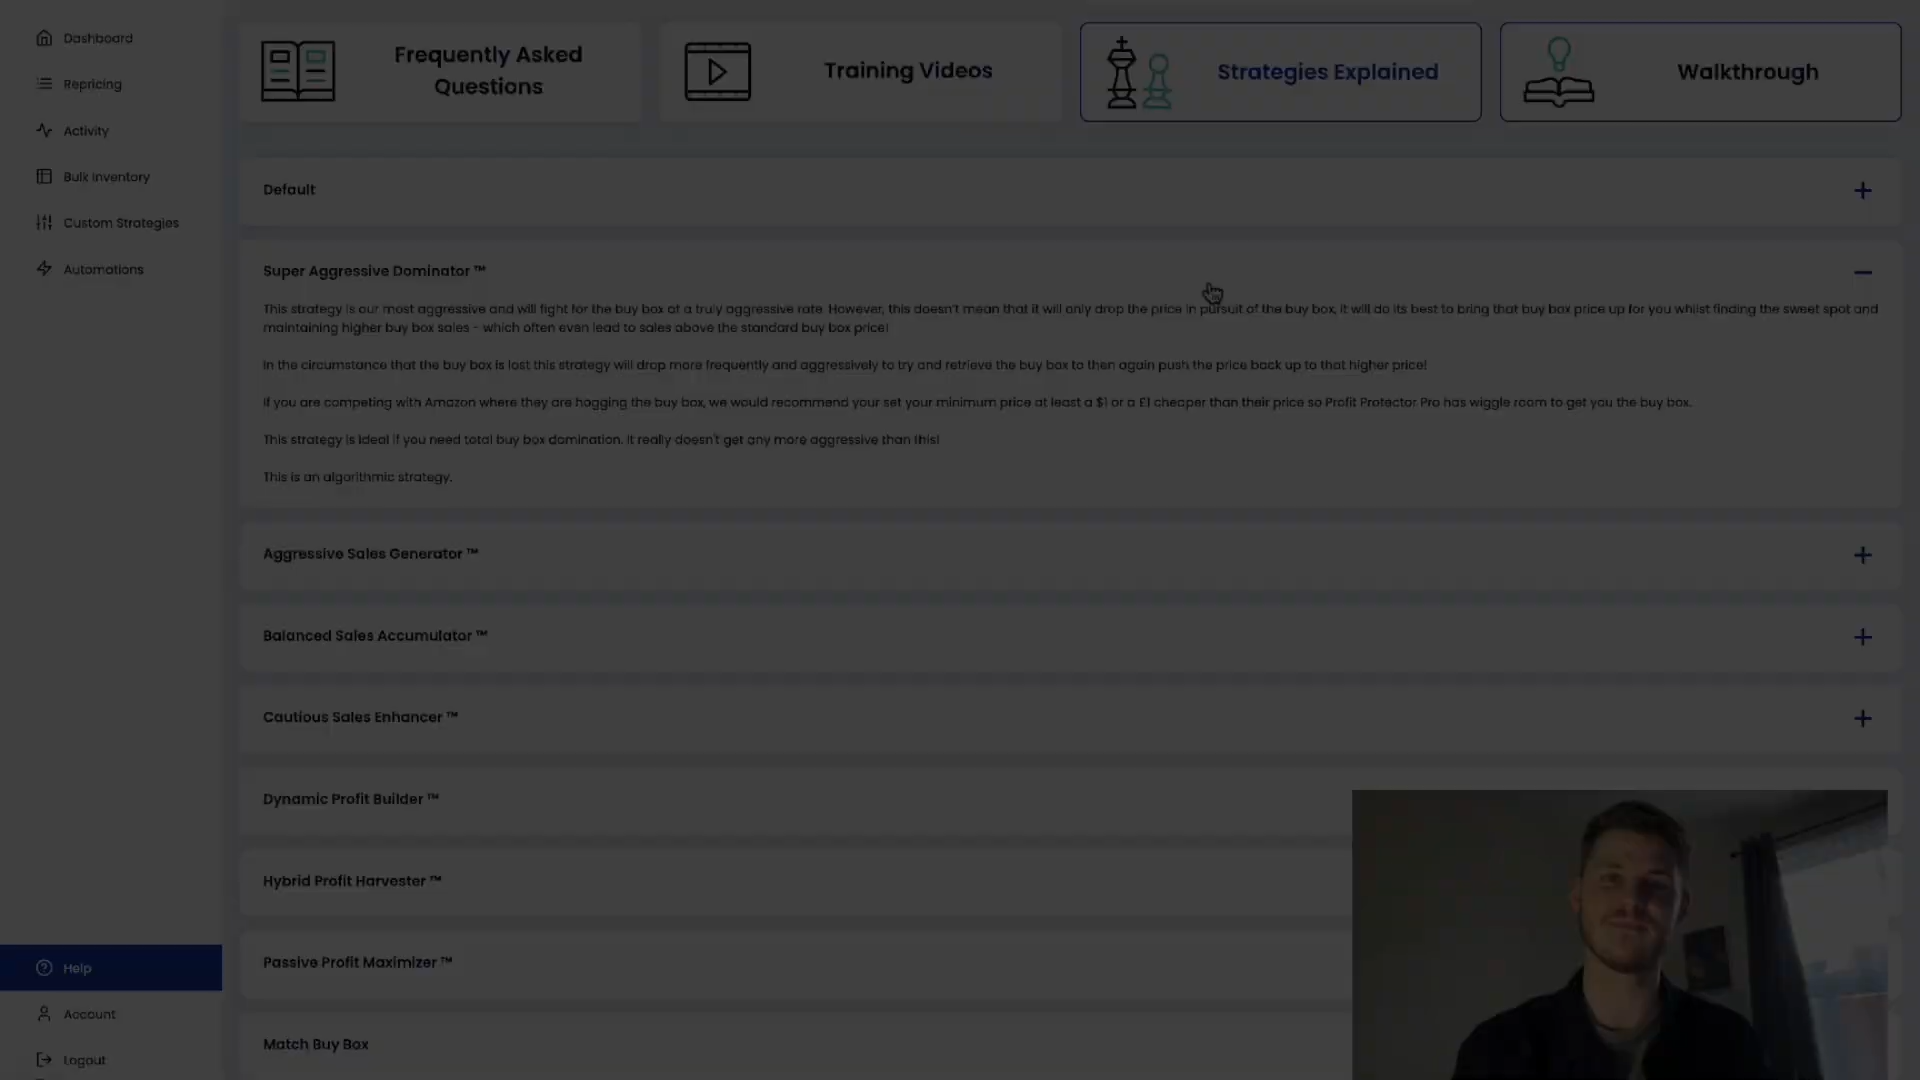 Dashboard
Repricing
Activity
Bulk Inventory
Custom Strategies
Automations
Help
Account
Logout
Frequently Asked
Questions
Training Videos
Strategies Explained
Walkthrough
Default
Super Aggressive Dominator ™
This strategy is our most aggressive and will fight for the buy box at a truly aggressive rate. However, this doesn't mean that it will only drop the price in pursuit of the buy box, it will do its best to bring that buy box price up for you whilst finding the sweet spot and
maintaining higher buy box sales - which often even lead to sales above the standard buy box price!
In the circumstance that the buy box is lost this strategy will drop more frequently and aggressively to try and retrieve the buy box to then again push the price back up to that higher price!
If you are competing with Amazon where they are hogging the buy box, we would recommend your set your minimum price at least a $1 or a £1 cheaper than their price so Profit Protector Pro has wiggle room to get you the buy box.
This strategy is ideal if you need total buy box domination. It really doesn't get any more aggressive than this!
This is an algorithmic strategy.
Aggressive Sales Generator ™
Balanced Sales Accumulator ™
Cautious Sales Enhancer ™
Dynamic Profit Builder ™
Hybrid Profit Harvester ™
Passive Profit Maximizer ™
Match Buy Box